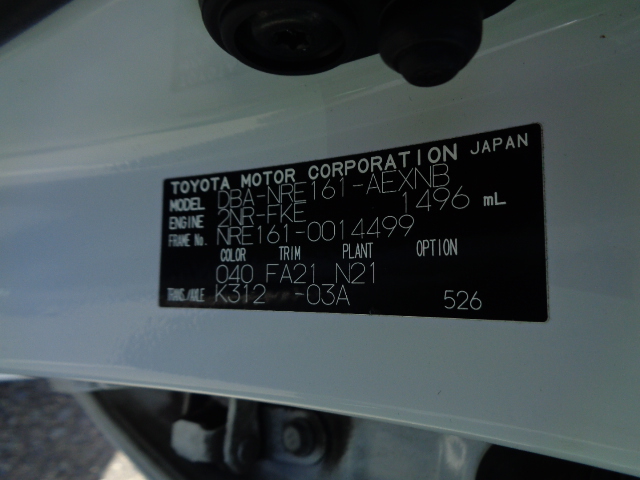 TOYOTA MOTOR CORPORATION JAPAN
MODEL DBA-NRE161-AEXNB
ENGINE 2NR-FKE 1496 mL
FRAME No. NRE161-0014499
COLOR TRIM PLANT OPTION
040 FA21 N21
TRANS./AXLE K312 -03A 526